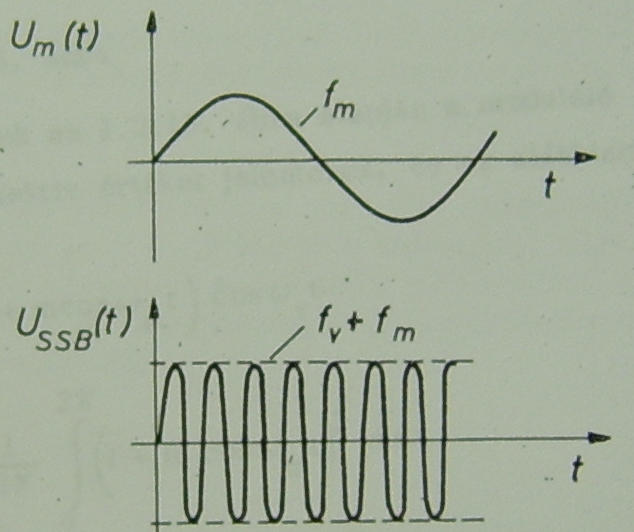 U_m(t)
f_m
t
U_SSB(t)
f_v + f_m
t